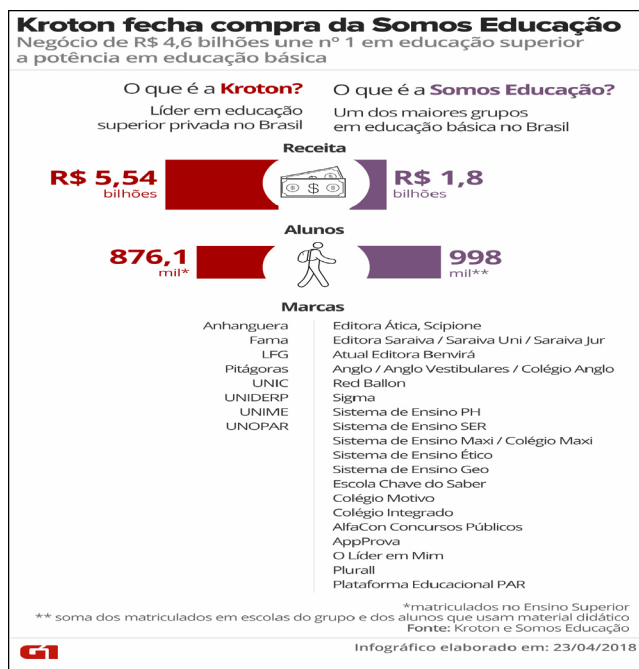 Kroton fecha compra da Somos Educação
Negócio de R$ 4,6 bilhões une nº 1 em educação superior
a potência em educação básica
O que é a Kroton?
Líder em educação
superior privada no Brasil
O que é a Somos Educação?
Um dos maiores grupos
em educação básica no Brasil
Receita
R$ 5,54
bilhões
R$ 1,8
bilhões
Alunos
876,1
mil*
998
mil**
Marcas
Anhanguera
Fama
LFG
Pitágoras
UNIC
UNIDERP
UNIME
UNOPAR
Editora Ática, Scipione
Editora Saraiva / Saraiva Uni / Saraiva Jur
Atual Editora Benvirá
Anglo / Anglo Vestibulares / Colégio Anglo
Red Ballon
Sigma
Sistema de Ensino PH
Sistema de Ensino SER
Sistema de Ensino Maxi / Colégio Maxi
Sistema de Ensino Ético
Sistema de Ensino Geo
Escola Chave do Saber
Colégio Motivo
Colégio Integrado
AlfaCon Concursos Públicos
AppProva
O Líder em Mim
Plurall
Plataforma Educacional PAR
*matriculados no Ensino Superior
** soma dos matriculados em escolas do grupo e dos alunos que usam material didático
Fonte: Kroton e Somos Educação
G1
Infográfico elaborado em: 23/04/2018